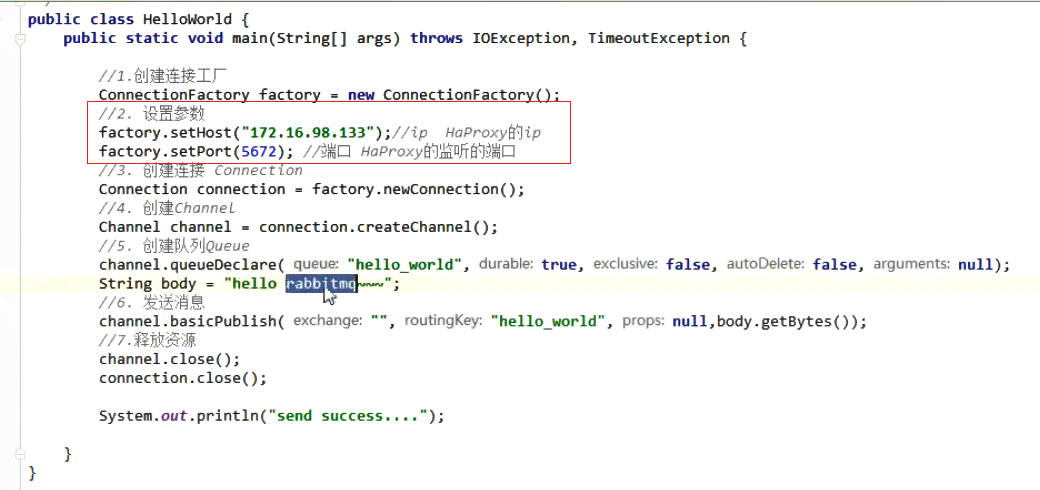 public class HelloWorld {
public static void main(String[] args) throws IOException, TimeoutException {
//1.创建连接工厂
ConnectionFactory factory = new ConnectionFactory();
//2. 设置参数
factory.setHost("172.16.98.133");//ip  HaProxy的ip
factory.setPort(5672); //端口 HaProxy的监听的端口
//3. 创建连接 Connection
Connection connection = factory.newConnection();
//4. 创建Channel
Channel channel = connection.createChannel();
//5. 创建队列Queue
channel.queueDeclare( queue: "hello_world", durable: true, exclusive: false, autoDelete: false, arguments: null);
String body = "hello rabbitmq~~~";
//6. 发送消息
channel.basicPublish( exchange: "", routingKey: "hello_world", props: null,body.getBytes());
//7.释放资源
channel.close();
connection.close();
System.out.println("send success....");
}
}